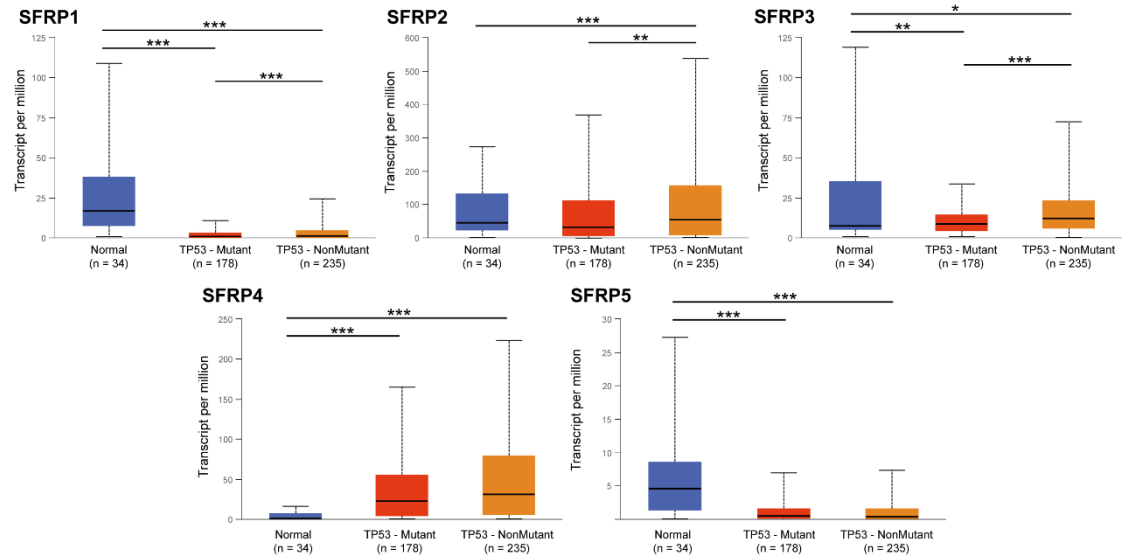 SFRP1
***
***
***
Transcript per million
125
100
75
50
25
0
Normal
(n = 34)
TP53 - Mutant
(n = 178)
TP53 - NonMutant
(n = 235)
SFRP2
***
**
Transcript per million
600
500
400
300
200
100
0
Normal
(n = 34)
TP53 - Mutant
(n = 178)
TP53 - NonMutant
(n = 235)
SFRP3
*
**
***
Transcript per million
125
100
75
50
25
0
Normal
(n = 34)
TP53 - Mutant
(n = 178)
TP53 - NonMutant
(n = 235)
SFRP4
***
***
Transcript per million
250
200
150
100
50
0
Normal
(n = 34)
TP53 - Mutant
(n = 178)
TP53 - NonMutant
(n = 235)
SFRP5
***
***
Transcript per million
30
25
20
15
10
5
Normal
(n = 34)
TP53 - Mutant
(n = 178)
TP53 - NonMutant
(n = 235)